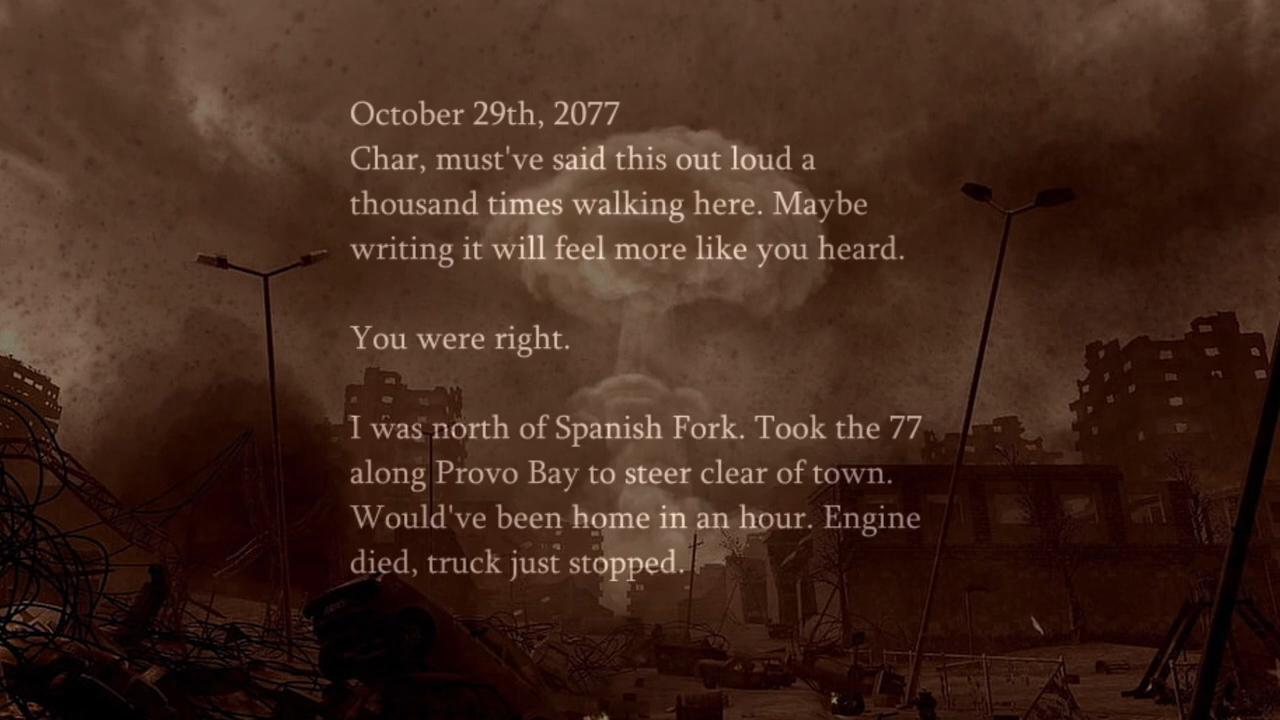 October 29th, 2077
Char, must've said this out loud a
thousand times walking here. Maybe
writing it will feel more like you heard.
You were right.
I was north of Spanish Fork. Took the 77
along Provo Bay to steer clear of town.
Would've been home in an hour. Engine
died, truck just stopped.